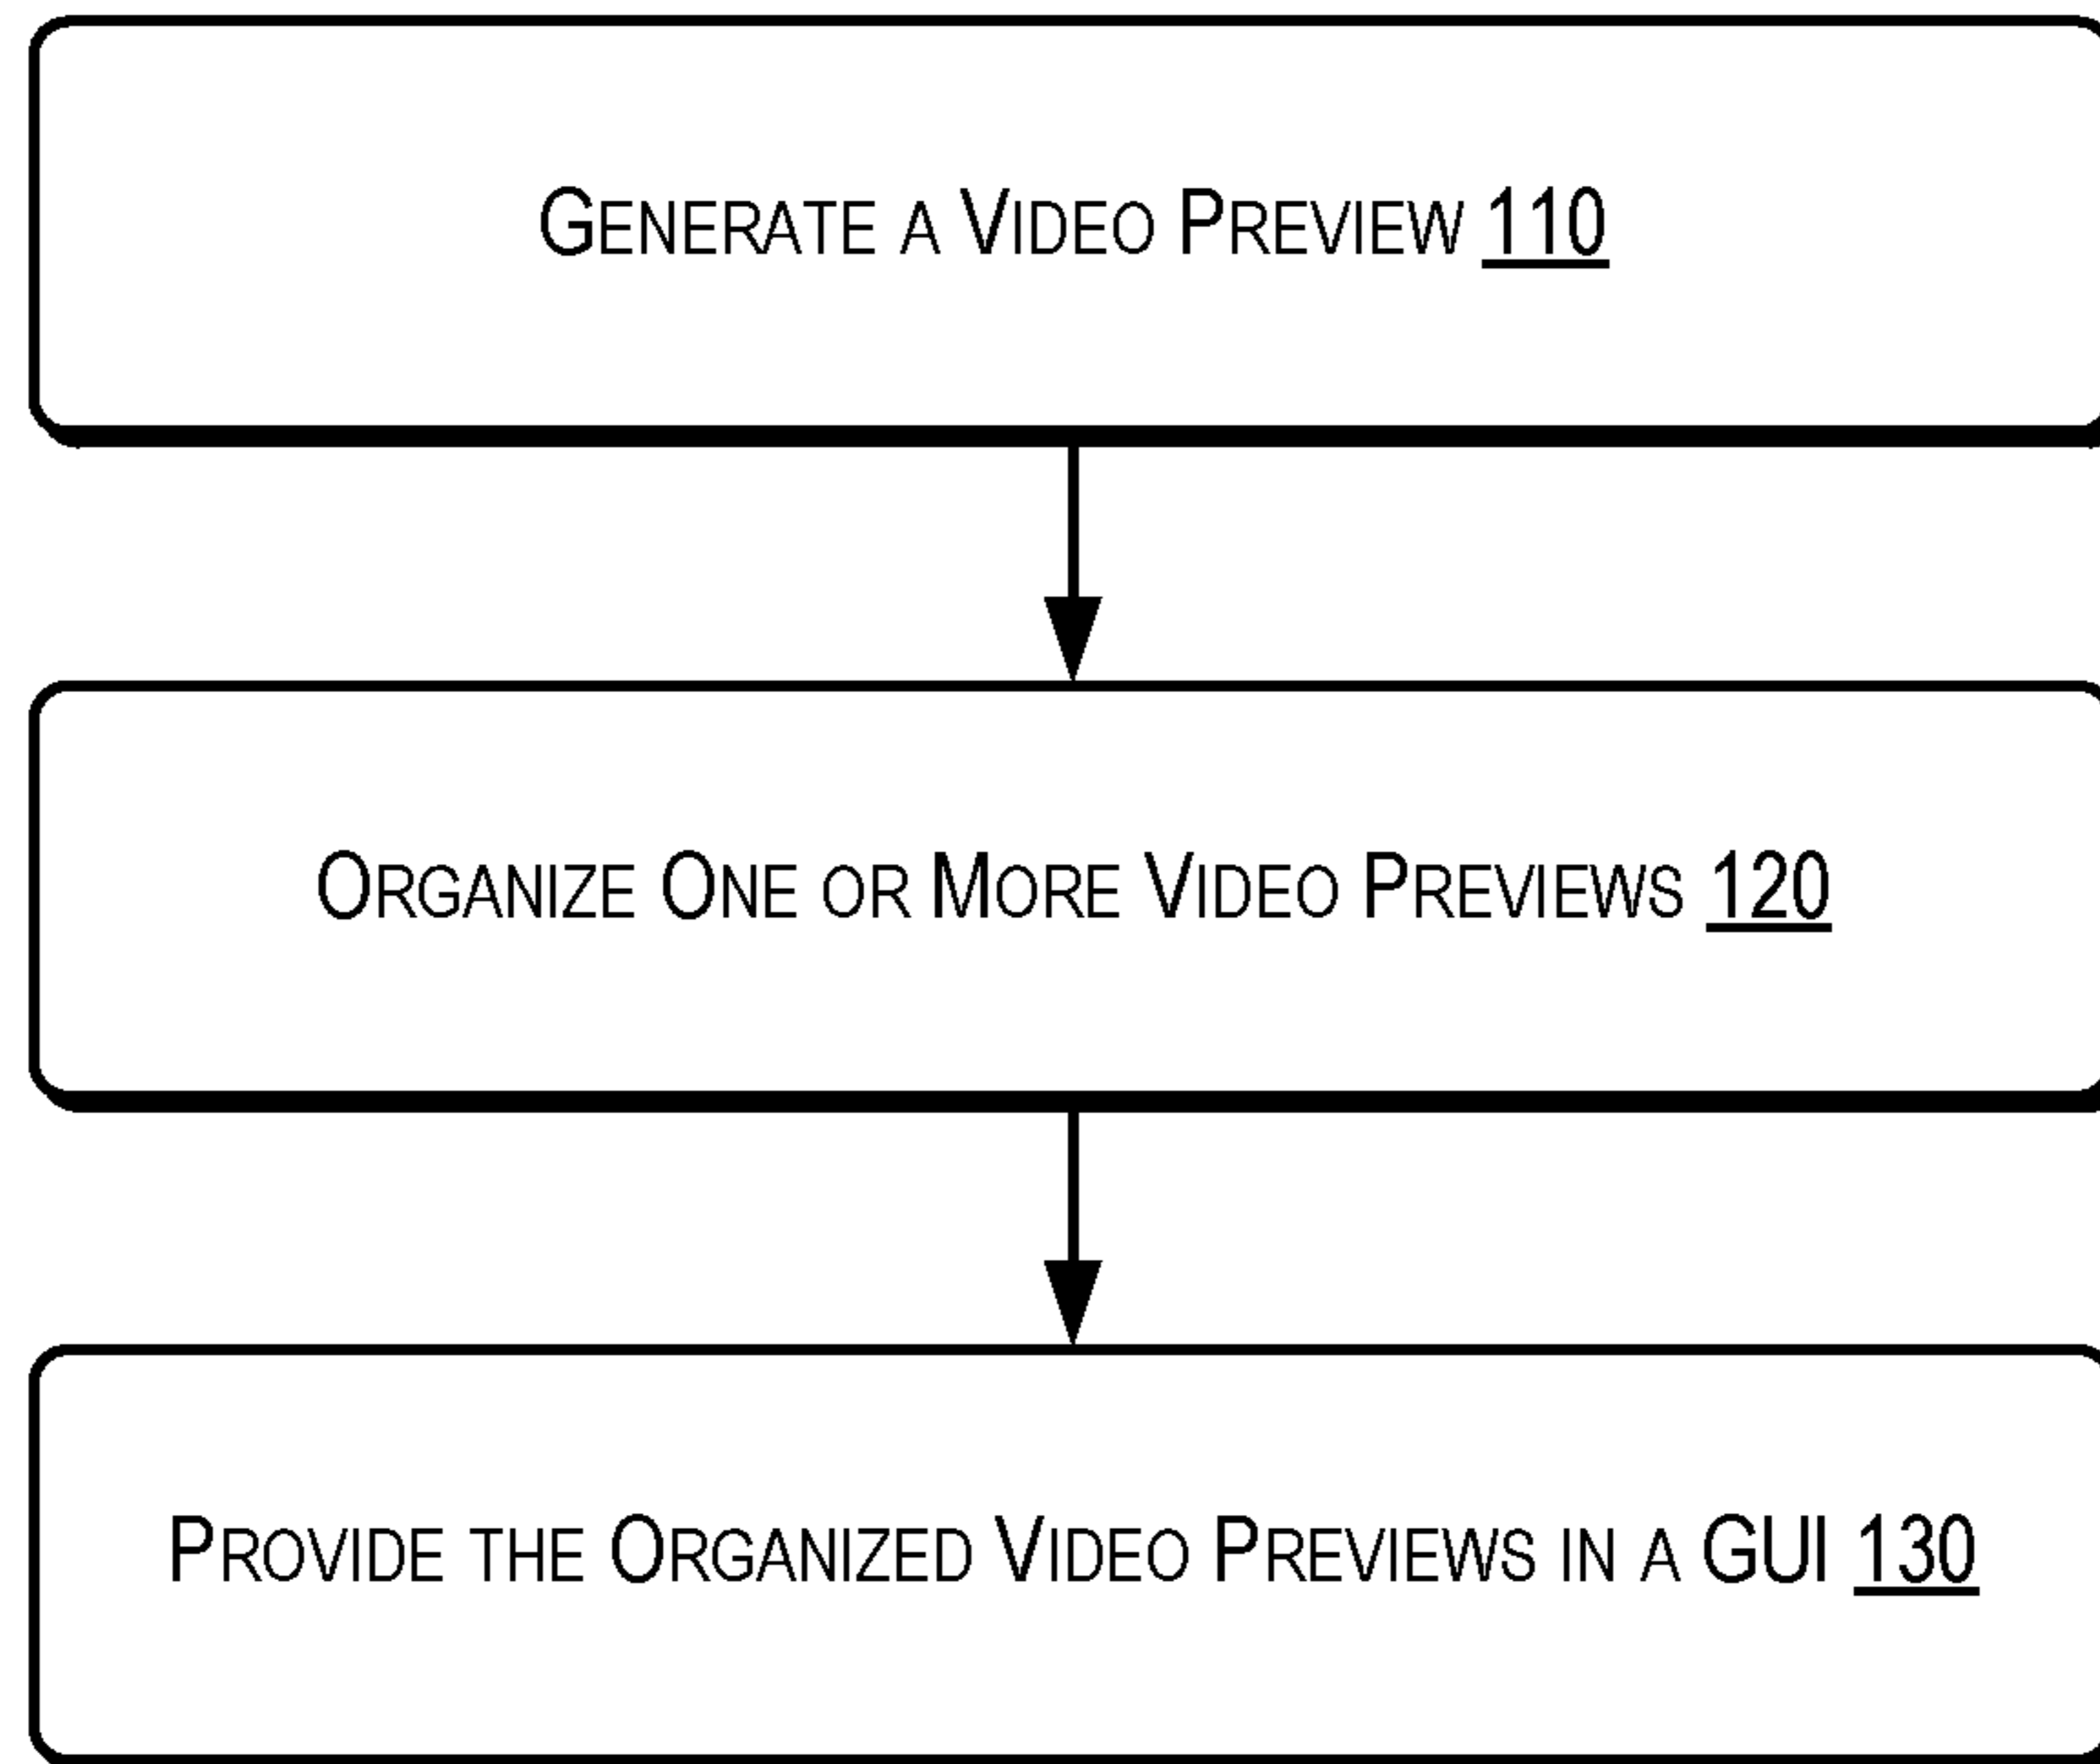 Generate a Video Preview 110
Organize One or More Video Previews 120
Provide the Organized Video Previews in a GUI 130